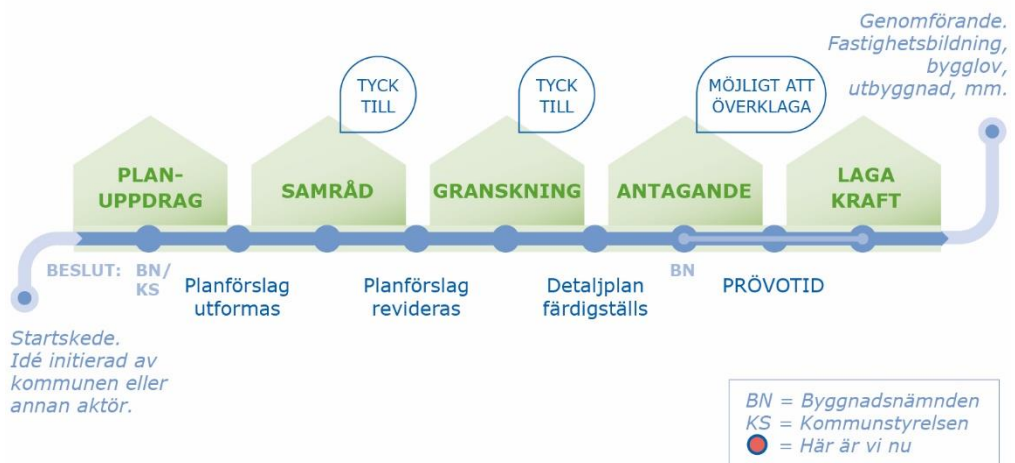 Genomförande.
Fastighetsbildning,
bygglov,
utbyggnad, mm.
TYCK
TILL
TYCK
TILL
MÖJLIGT ATT
ÖVERKLAGA
PLAN-
UPPDRAG
SAMRÅD
GRANSKNING
ANTAGANDE
LAGA
KRAFT
BESLUT:
BN/
KS
Planförslag
utformas
Planförslag
revideras
Detaljplan
färdigställs
BN
PRÖVOTID
Startskede.
Idé initierad av
kommunen eller
annan aktör.
BN = Byggnadsnämnden
KS = Kommunstyrelsen
= Här är vi nu